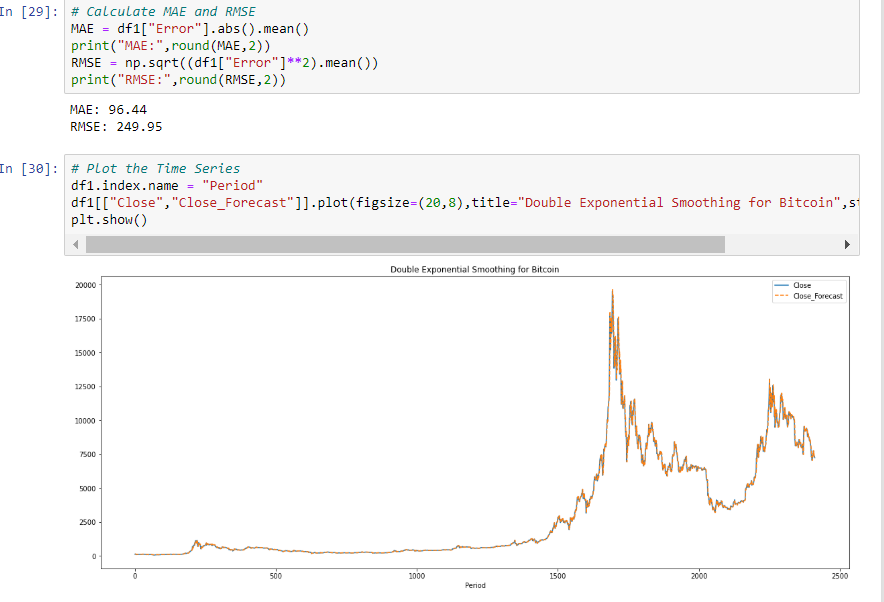 In [29]:
# Calculate MAE and RMSE
MAE = df1["Error"].abs().mean()
print("MAE:",round(MAE,2))
RMSE = np.sqrt((df1["Error"]**2).mean())
print("RMSE:",round(RMSE,2))
MAE: 96.44
RMSE: 249.95
In [30]:
# Plot the Time Series
df1.index.name = "Period"
df1[["Close","Close_Forecast"]].plot(figsize=(20,8),title="Double Exponential Smoothing for Bitcoin",
plt.show()
Double Exponential Smoothing for Bitcoin
Close
Close_Forecast
20000
17500
15000
12500
10000
7500
5000
2500
0
0 500 1000 1500 2000 2500
Period